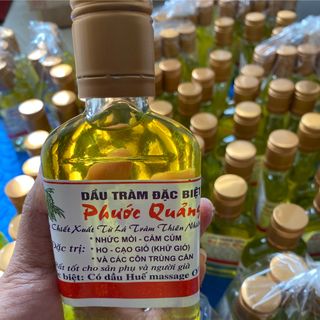 DẦU TRÀM ĐẶC BIỆT
Phước Quảng
Chiết Xuất Từ Lá Tràm Thiên Nhiên
Đặc trị:
* NHỨC MỎI - CẢM CÚM
* HO - CẠO GIÓ (KHỬ GIÓ)
* VÀ CÁC CÔN TRÙNG CẮN
tốt cho sản phụ và người già
biệt: Có dầu Huế massage